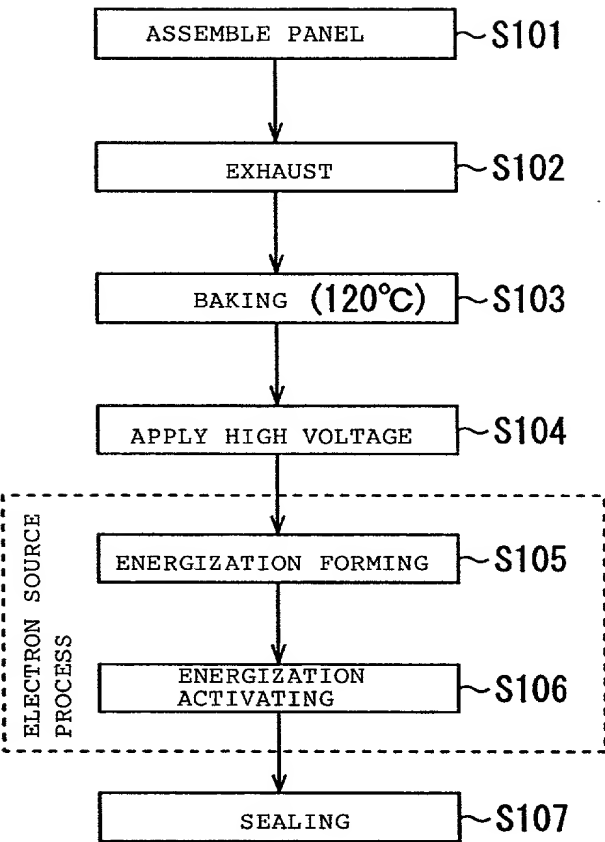 ASSEMBLE PANEL S101
EXHAUST S102
BAKING (120℃) S103
APPLY HIGH VOLTAGE S104
ELECTRON SOURCE
PROCESS
ENERGIZATION FORMING S105
ENERGIZATION
ACTIVATING S106
SEALING S107